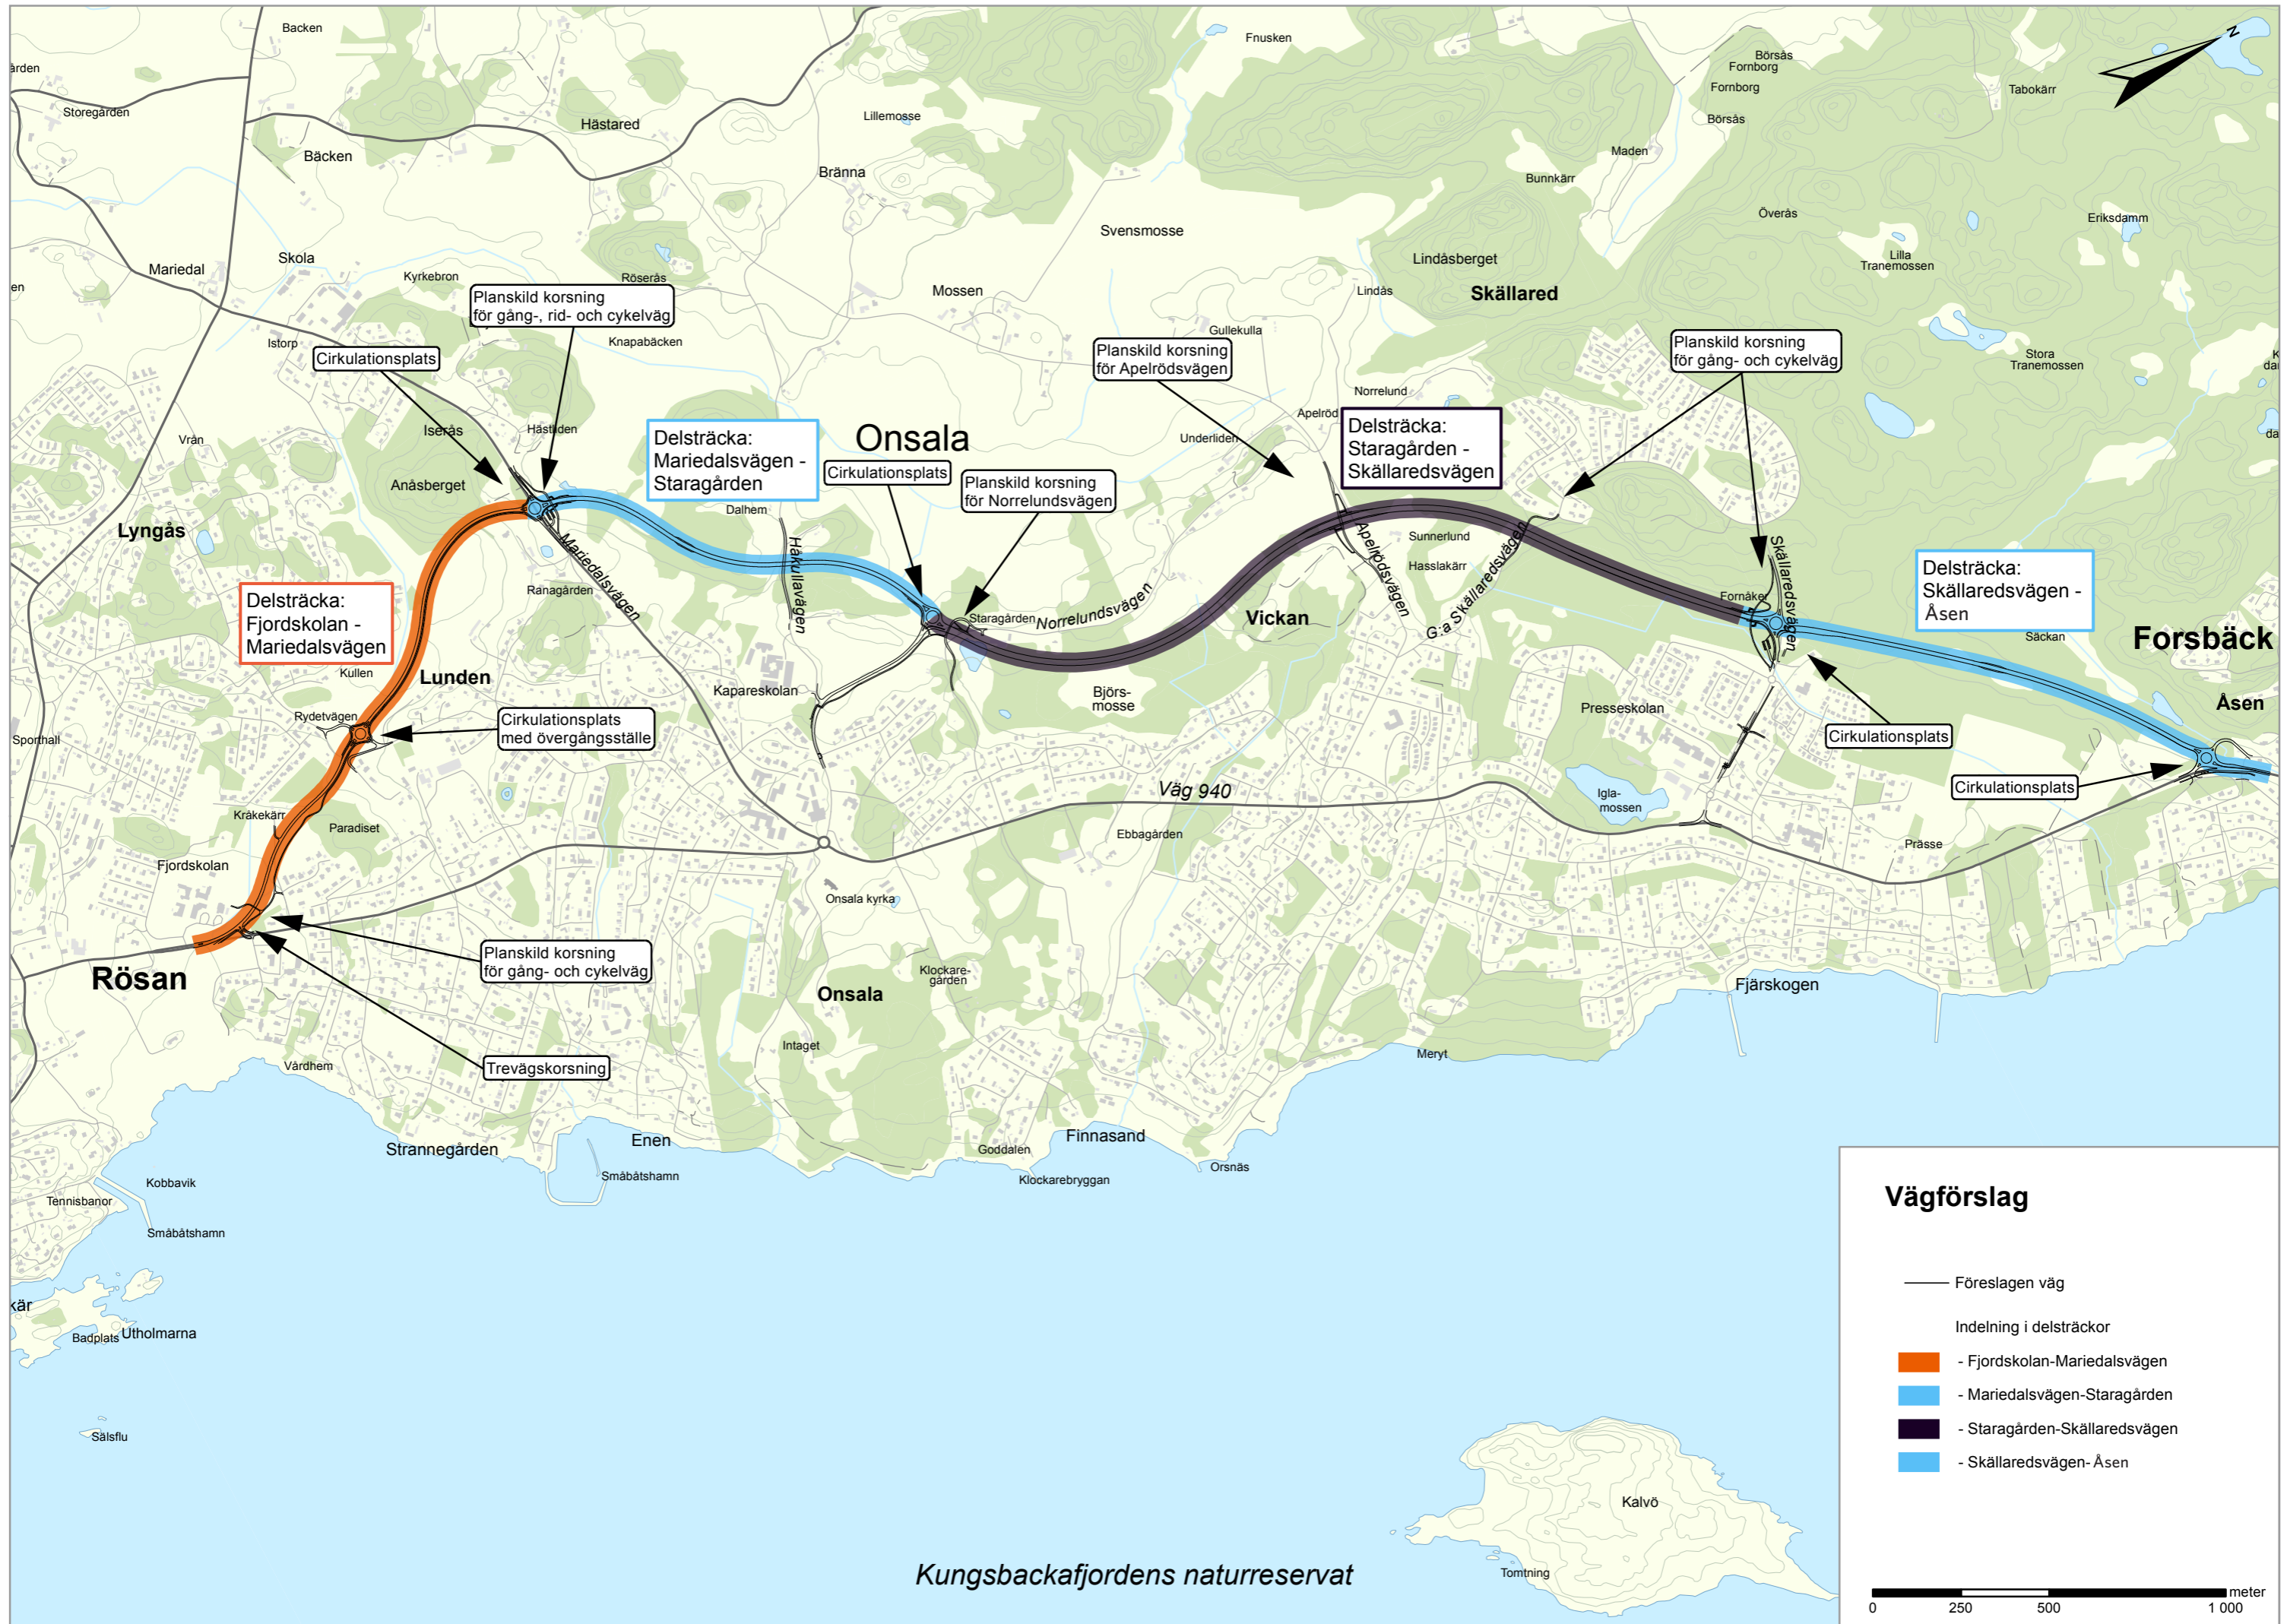 Backen
Fnusken
Börsås
Fornborg
Fornborg
Börsås
Tabokärr
N
ården
Storegården
Hästared
Lillemosse
Bäcken
Bränna
Maden
Bunnkärr
Överås
Eriksdamm
Svensmosse
Lilla
Tranemossen
Mariedal
Skola
Kyrkebron
Röserås
Lindåsberget
Lindås
Skällared
en
Mossen
Planskild korsning
för gång-, rid- och cykelväg
Knapabäcken
Gullekulla
Istorp
Cirkulationsplats
Planskild korsning
för Apelrödsvägen
Planskild korsning
för gång- och cykelväg
Stora
Tranemossen
K
dar
Norrelund
Apelröd
Vrån
Iserås
Hästliden
Delsträcka:
Mariedalsvägen -
Staragården
Onsala
Cirkulationsplats
Underliden
Delsträcka:
Staragården -
Skällaredsvägen
da
Anåsberget
Planskild korsning
för Norrelundsvägen
Dalhem
Lyngås
Mariedalsvägen
Håkullavägen
Apelrödsvägen
Sunnerlund
Hasslakärr
G:a Skällaredsvägen
Skällaredsvägen
Delsträcka:
Skällaredsvägen -
Åsen
Delsträcka:
Fjordskolan -
Mariedalsvägen
Ranagården
Fornåker
Staragården
Norrelundsvägen
Vickan
Säckan
Forsbäck
Kullen
Lunden
Kapareskolan
Björs-
mosse
Presseskolan
Åsen
Rydetvägen
Cirkulationsplats
med övergångsställe
Sporthall
Cirkulationsplats
Cirkulationsplats
Väg 940
Igla-
mossen
Kråkekärr
Paradiset
Ebbagården
Prässe
Fjordskolan
Onsala kyrka
Planskild korsning
för gång- och cykelväg
Rösan
Klockare-
gården
Onsala
Fjärskogen
Intaget
Meryt
Vårdhem
Trevägskorsning
Strannegården
Enen
Finnasand
Goddalen
Småbåtshamn
Klockarebryggan
Orsnäs
Kobbavik
Tennisbanor
Småbåtshamn
kär
Badplats
Utholmarna
Sälsflu
Kalvö
Tomtning
Kungsbackafjordens naturreservat
Vägförslag
Föreslagen väg
Indelning i delsträckor
- Fjordskolan-Mariedalsvägen
- Mariedalsvägen-Staragården
- Staragården-Skällaredsvägen
- Skällaredsvägen-Åsen
meter
0 250 500 1 000